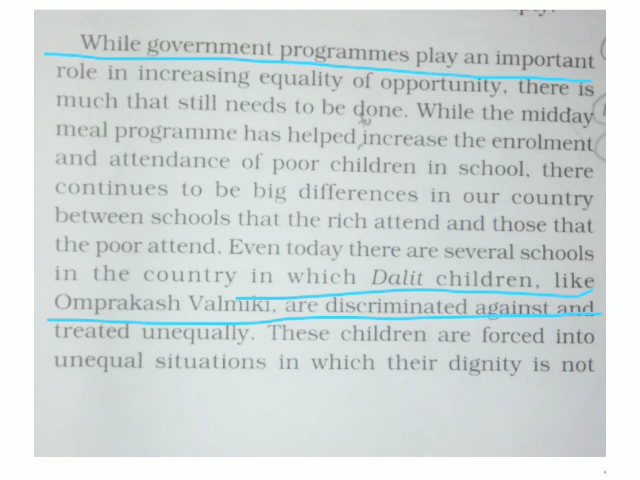 While government programmes play an important
role in increasing equality of opportunity, there is
much that still needs to be done. While the midday
meal programme has helped increase the enrolment
and attendance of poor children in school, there
continues to be big differences in our country
between schools that the rich attend and those that
the poor attend. Even today there are several schools
in the country in which Dalit children, like
Omprakash Valmiki, are discriminated against and
treated unequally. These children are forced into
unequal situations in which their dignity is not